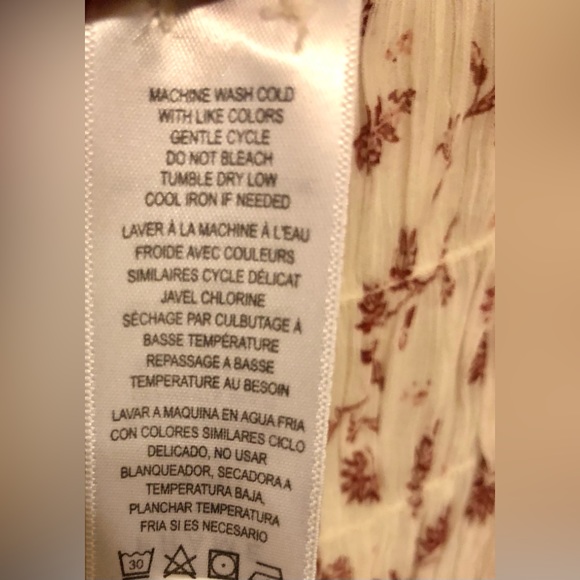 MACHINE WASH COLD
WITH LIKE COLORS
GENTLE CYCLE
DO NOT BLEACH
TUMBLE DRY LOW
COOL IRON IF NEEDED
LAVER À LA MACHINE À L'EAU
FROIDE AVEC COULEURS
SIMILAIRES CYCLE DÉLICAT
JAVEL CHLORINE
SÉCHAGE PAR CULBUTAGE À
BASSE TEMPÉRATURE
REPASSAGE A BASSE
TEMPERATURE AU BESOIN
LAVAR A MAQUINA EN AGUA FRIA
CON COLORES SIMILARES CICLO
DELICADO, NO USAR
BLANQUEADOR, SECADORA A
TEMPERATURA BAJA,
PLANCHAR TEMPERATURA
FRIA SI ES NECESARIO
30